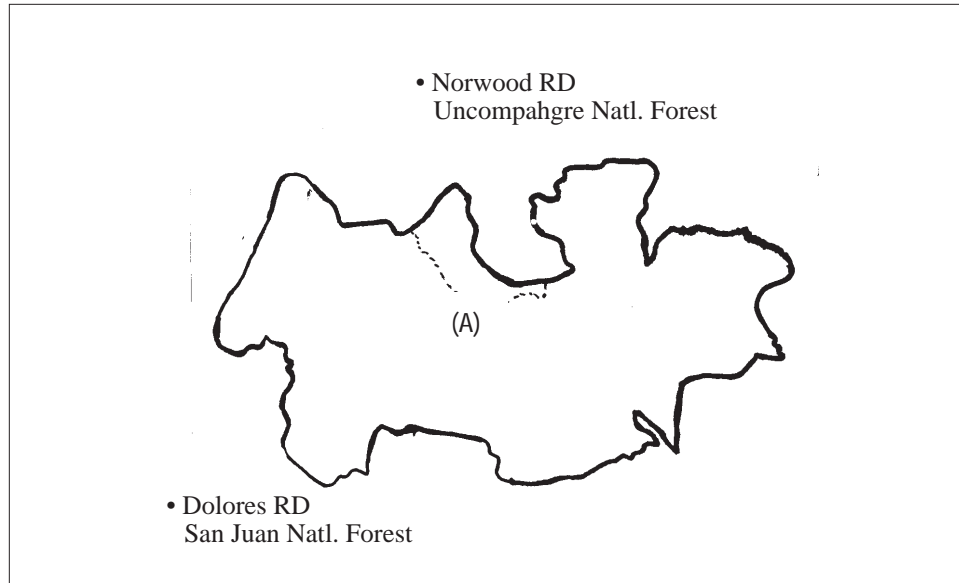 • Norwood RD
Uncompahgre Natl. Forest
(A)
• Dolores RD
San Juan Natl. Forest